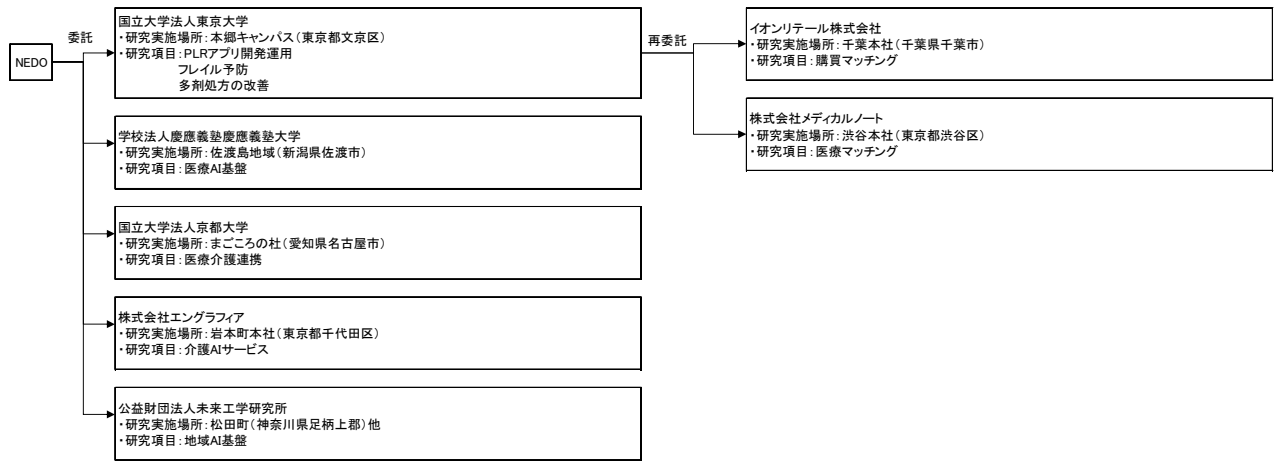 NEDO
委託
国立大学法人東京大学
・研究実施場所：本郷キャンパス（東京都文京区）
・研究項目：PLRアプリ開発運用
フレイル予防
多剤処方の改善
学校法人慶應義塾慶應義塾大学
・研究実施場所：佐渡島地域（新潟県佐渡市）
・研究項目：医療AI基盤
国立大学法人京都大学
・研究実施場所：まごころの杜（愛知県名古屋市）
・研究項目：医療介護連携
株式会社エングラフィア
・研究実施場所：岩本町本社（東京都千代田区）
・研究項目：介護AIサービス
公益財団法人未来工学研究所
・研究実施場所：松田町（神奈川県足柄上郡）他
・研究項目：地域AI基盤
再委託
イオンリテール株式会社
・研究実施場所：千葉本社（千葉県千葉市）
・研究項目：購買マッチング
株式会社メディカルノート
・研究実施場所：渋谷本社（東京都渋谷区）
・研究項目：医療マッチング